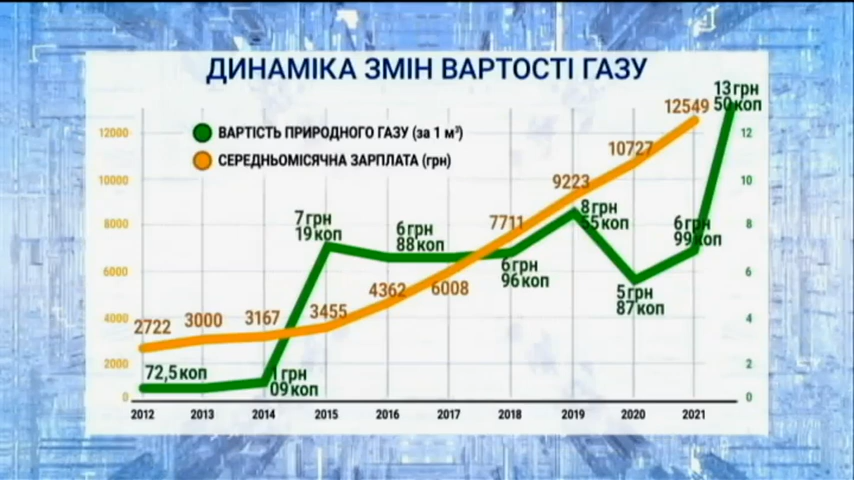 ДИНАМІКА ЗМІН ВАРТОСТІ ГАЗУ
13 грн
50 коп
12549
ВАРТІСТЬ ПРИРОДНОГО ГАЗУ (за 1 м³)
СЕРЕДНЬОМІСЯЧНА ЗАРПЛАТА (грн)
12000
12
10727
10000
9223
10
8 грн
55 коп
7 грн
19 коп
6 грн
88 коп
7711
6 грн
99 коп
8000
8
6000
6
6 грн
96 коп
6008
5 грн
87 коп
4362
4000
4
2722
3000
3167
3455
2000
2
72,5 коп
1 грн
09 коп
0
0
2012 2013 2014 2015 2016 2017 2018 2019 2020 2021